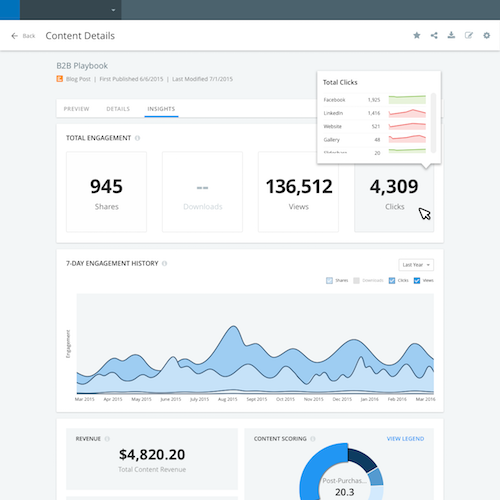 Back Content Details
B2B Playbook
Blog Post | First Published 6/6/2015 | Last Modified 7/1/2015
PREVIEW DETAILS INSIGHTS
Total Clicks
Facebook 1,925
LinkedIn 1,416
Website 521
Gallery 48
20
TOTAL ENGAGEMENT
945
Shares
--
Downloads
136,512
Views
4,309
Clicks
7-DAY ENGAGEMENT HISTORY
Last Year
Shares Downloads Clicks Views
Engagement
Mar 2015 Apr 2015 May 2015 June 2015 July 2015 Aug 2015 Sept 2015 Oct 2015 Nov 2015 Dec 2015 Jan 2016 Feb 2016 Mar 2016
REVENUE
$4,820.20
Total Content Revenue
CONTENT SCORING
VIEW LEGEND
Post-Purchas...
20.3